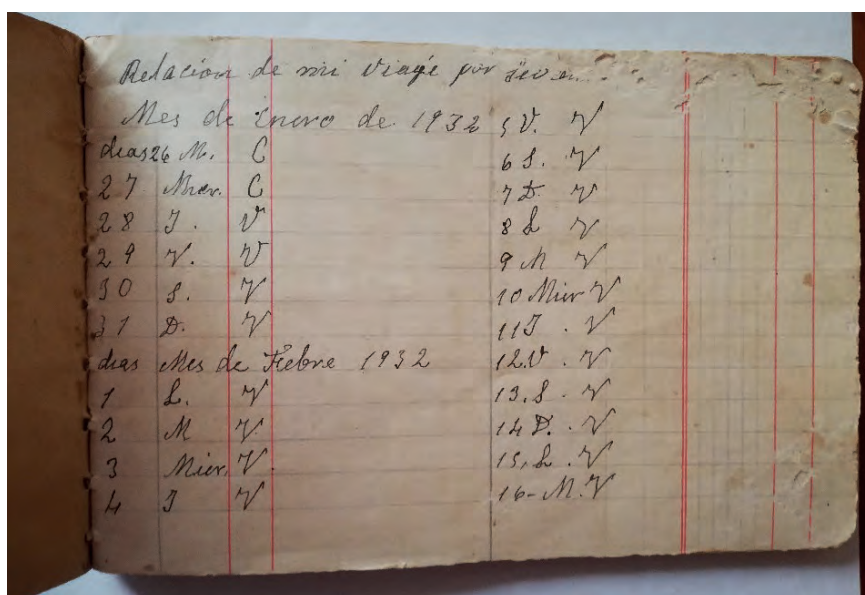 Relacion de mi viage por
Mes de Enero de 1932
dias 26 M. C
27 Mier. C
28 J. V
29 V. V
30 S. V
31 D. V
dias Mes de Febre 1932
1 L. V
2 M V
3 Mier. V.
4 J V
5 V. V
6 S. V
7 D. V
8 L V
9 M V
10 Mier V
11 J . V
12. V . V
13. S . V
14 D. . V
15. L . V
16- M. V